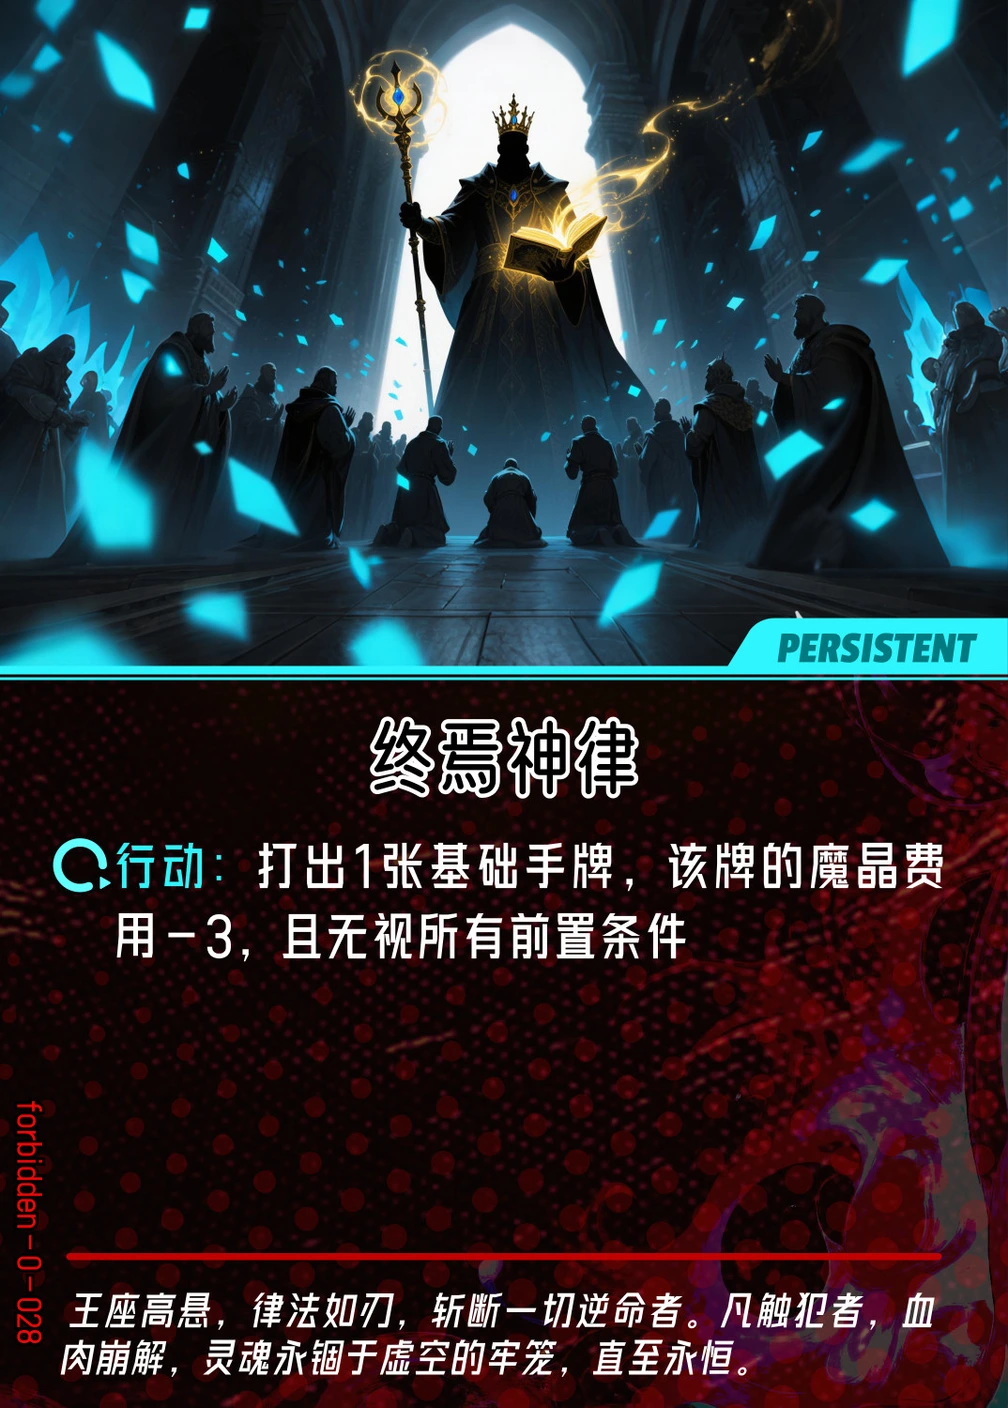 PERSISTENT
终焉神律
行动：打出1张基础手牌，该牌的魔晶费
用－3，且无视所有前置条件
forbidden-0-028
王座高悬，律法如刃，斩断一切逆命者。凡触犯者，血
肉崩解，灵魂永锢于虚空的牢笼，直至永恒。